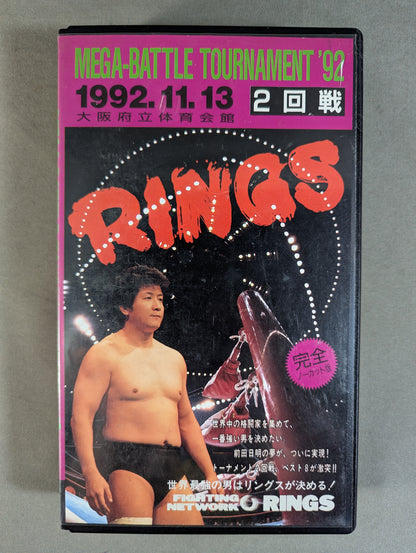 MEGA-BATTLE TOURNAMENT '92
1992.11.13 2回戦
大阪府立体育会館
RINGS
完全
ノーカット版
世界中の格闘家を集めて、
一番強い男を決めたい
前田日明の夢が、ついに実現!
トーナメント2回戦、ベスト8が激突!!
世界最強の男はリングスが決める!
FIGHTING
NETWORK RINGS